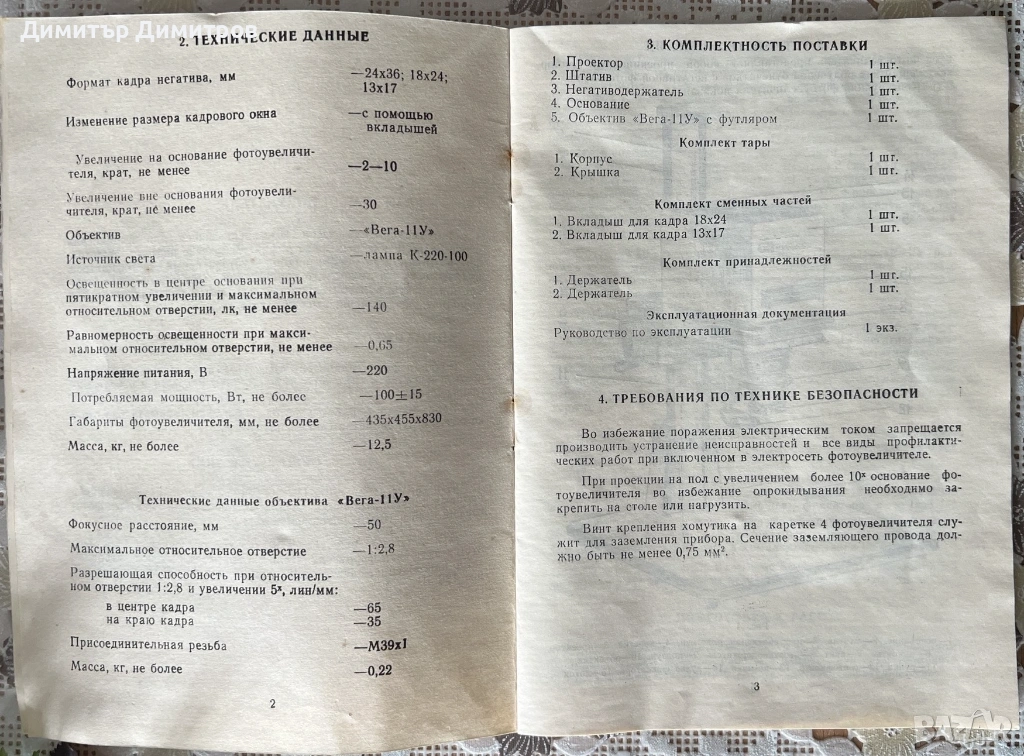 Димитър Димитров
2. ТЕХНИЧЕСКИЕ ДАННЫЕ
Формат кадра негатива, мм —24х36; 18х24;
13х17
Изменение размера кадрового окна —с помощью
вкладышей
Увеличение на основание фотоувеличи-
теля, крат, не менее —2—10
Увеличение вне основания фотоувели-
чителя, крат, не менее —30
Объектив —«Вега-11У»
Источник света —лампа К-220-100
Освещенность в центре основания при
пятикратном увеличении и максимальном
относительном отверстии, лк, не менее —140
Равномерность освещенности при макси-
мальном относительном отверстии, не менее —0,65
Напряжение питания, В —220
Потребляемая мощность, Вт, не более —100±15
Габариты фотоувеличителя, мм, не более —435х455х830
Масса, кг, не более —12,5
Технические данные объектива «Вега-11У»
Фокусное расстояние, мм —50
Максимальное относительное отверстие —1:2,8
Разрешающая способность при относитель-
ном отверстии 1:2,8 и увеличении 5ˣ, лин/мм:
в центре кадра —65
на краю кадра —35
Присоединительная резьба —М39х1
Масса, кг, не более —0,22
2
3. КОМПЛЕКТНОСТЬ ПОСТАВКИ
1. Проектор 1 шт.
2. Штатив 1 шт.
3. Негативодержатель 1 шт.
4. Основание 1 шт.
5. Объектив «Вега-11У» с футляром 1 шт.
Комплект тары
1. Корпус 1 шт.
2. Крышка 1 шт.
Комплект сменных частей
1. Вкладыш для кадра 18х24 1 шт.
2. Вкладыш для кадра 13х17 1 шт.
Комплект принадлежностей
1. Держатель 1 шт.
2. Держатель 1 шт.
Эксплуатационная документация
Руководство по эксплуатации 1 экз.
4. ТРЕБОВАНИЯ ПО ТЕХНИКЕ БЕЗОПАСНОСТИ
Во избежание поражения электрическим током запрещается
производить устранение неисправностей и все виды профилакти-
ческих работ при включенном в электросеть фотоувеличителе.
При проекции на пол с увеличением более 10ˣ основание фо-
тоувеличителя во избежание опрокидывания необходимо за-
крепить на столе или нагрузить.
Винт крепления хомутика на каретке 4 фотоувеличителя слу-
жит для заземления прибора. Сечение заземляющего провода дол-
жно быть не менее 0,75 мм².
3
BAZAR